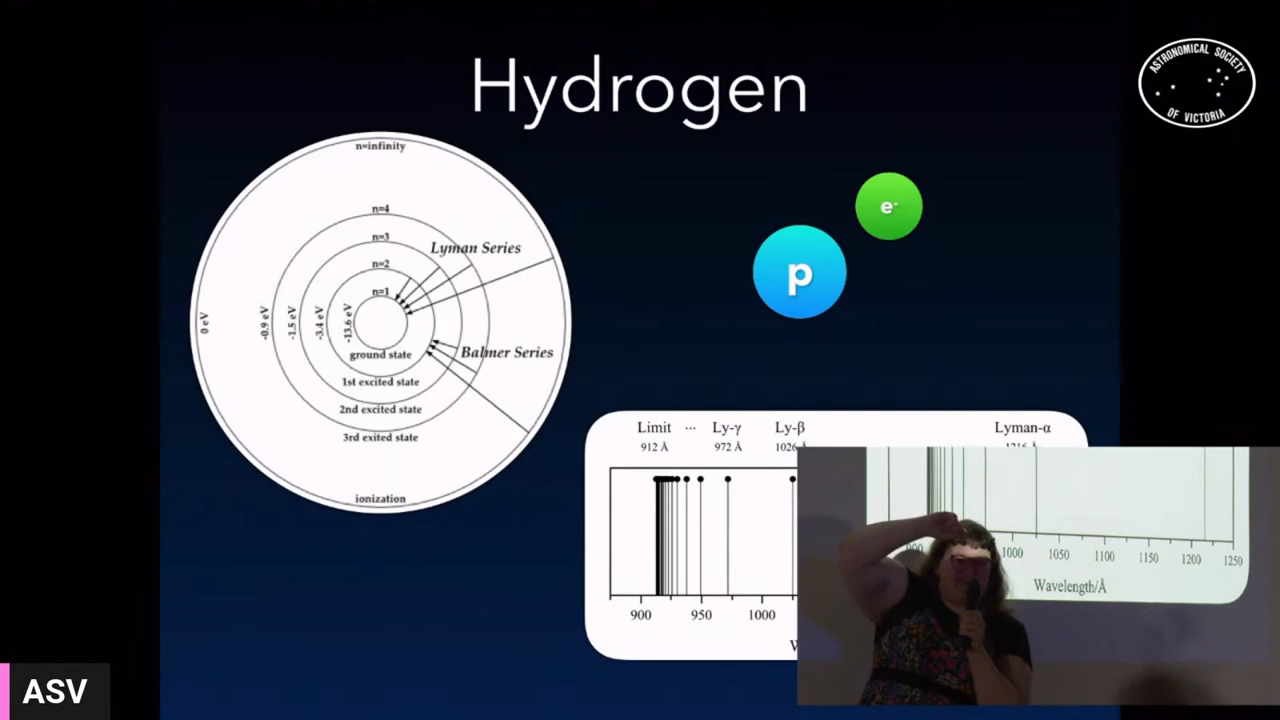 Hydrogen
ASTRONOMICAL SOCIETY
OF VICTORIA
n=infinity
n=4
n=3
n=2
n=1
Lyman Series
Balmer Series
0 eV
-0.9 eV
-1.5 eV
-3.4 eV
-13.6 eV
ground state
1st excited state
2nd excited state
3rd exited state
ionization
e-
p
Limit ... Ly-γ Ly-β Lyman-α
912 Å 972 Å 1026 1216 Å
900 950 1000
W
900 1000 1050 1100 1150 1200 1250
Wavelength/Å
ASV